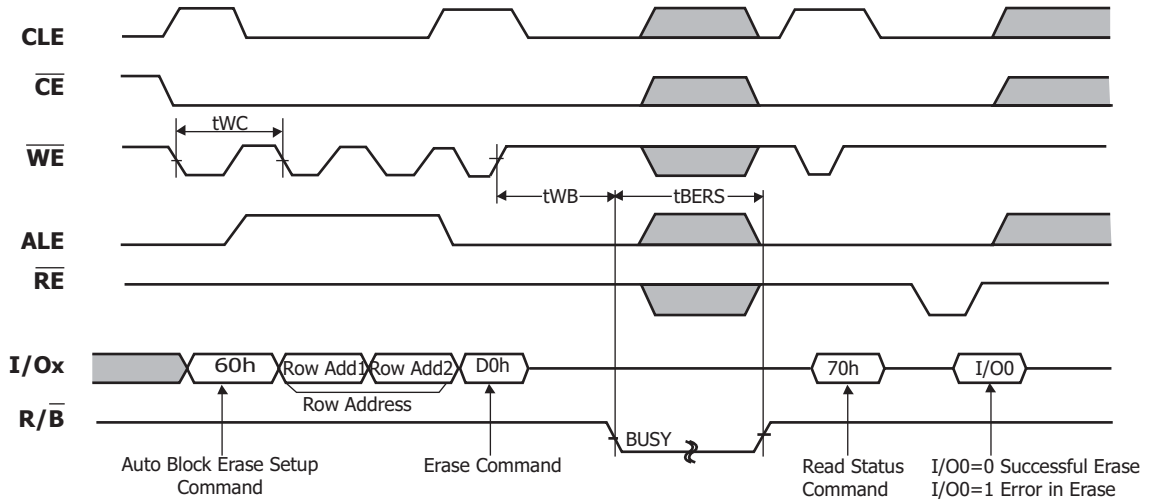 CLE
CE
tWC
WE
tWB
tBERS
ALE
RE
I/Ox
60h
Row Add1
Row Add2
D0h
70h
I/O0
Row Address
R/B
BUSY
Auto Block Erase Setup
Command
Erase Command
Read Status
Command
I/O0=0 Successful Erase
I/O0=1 Error in Erase